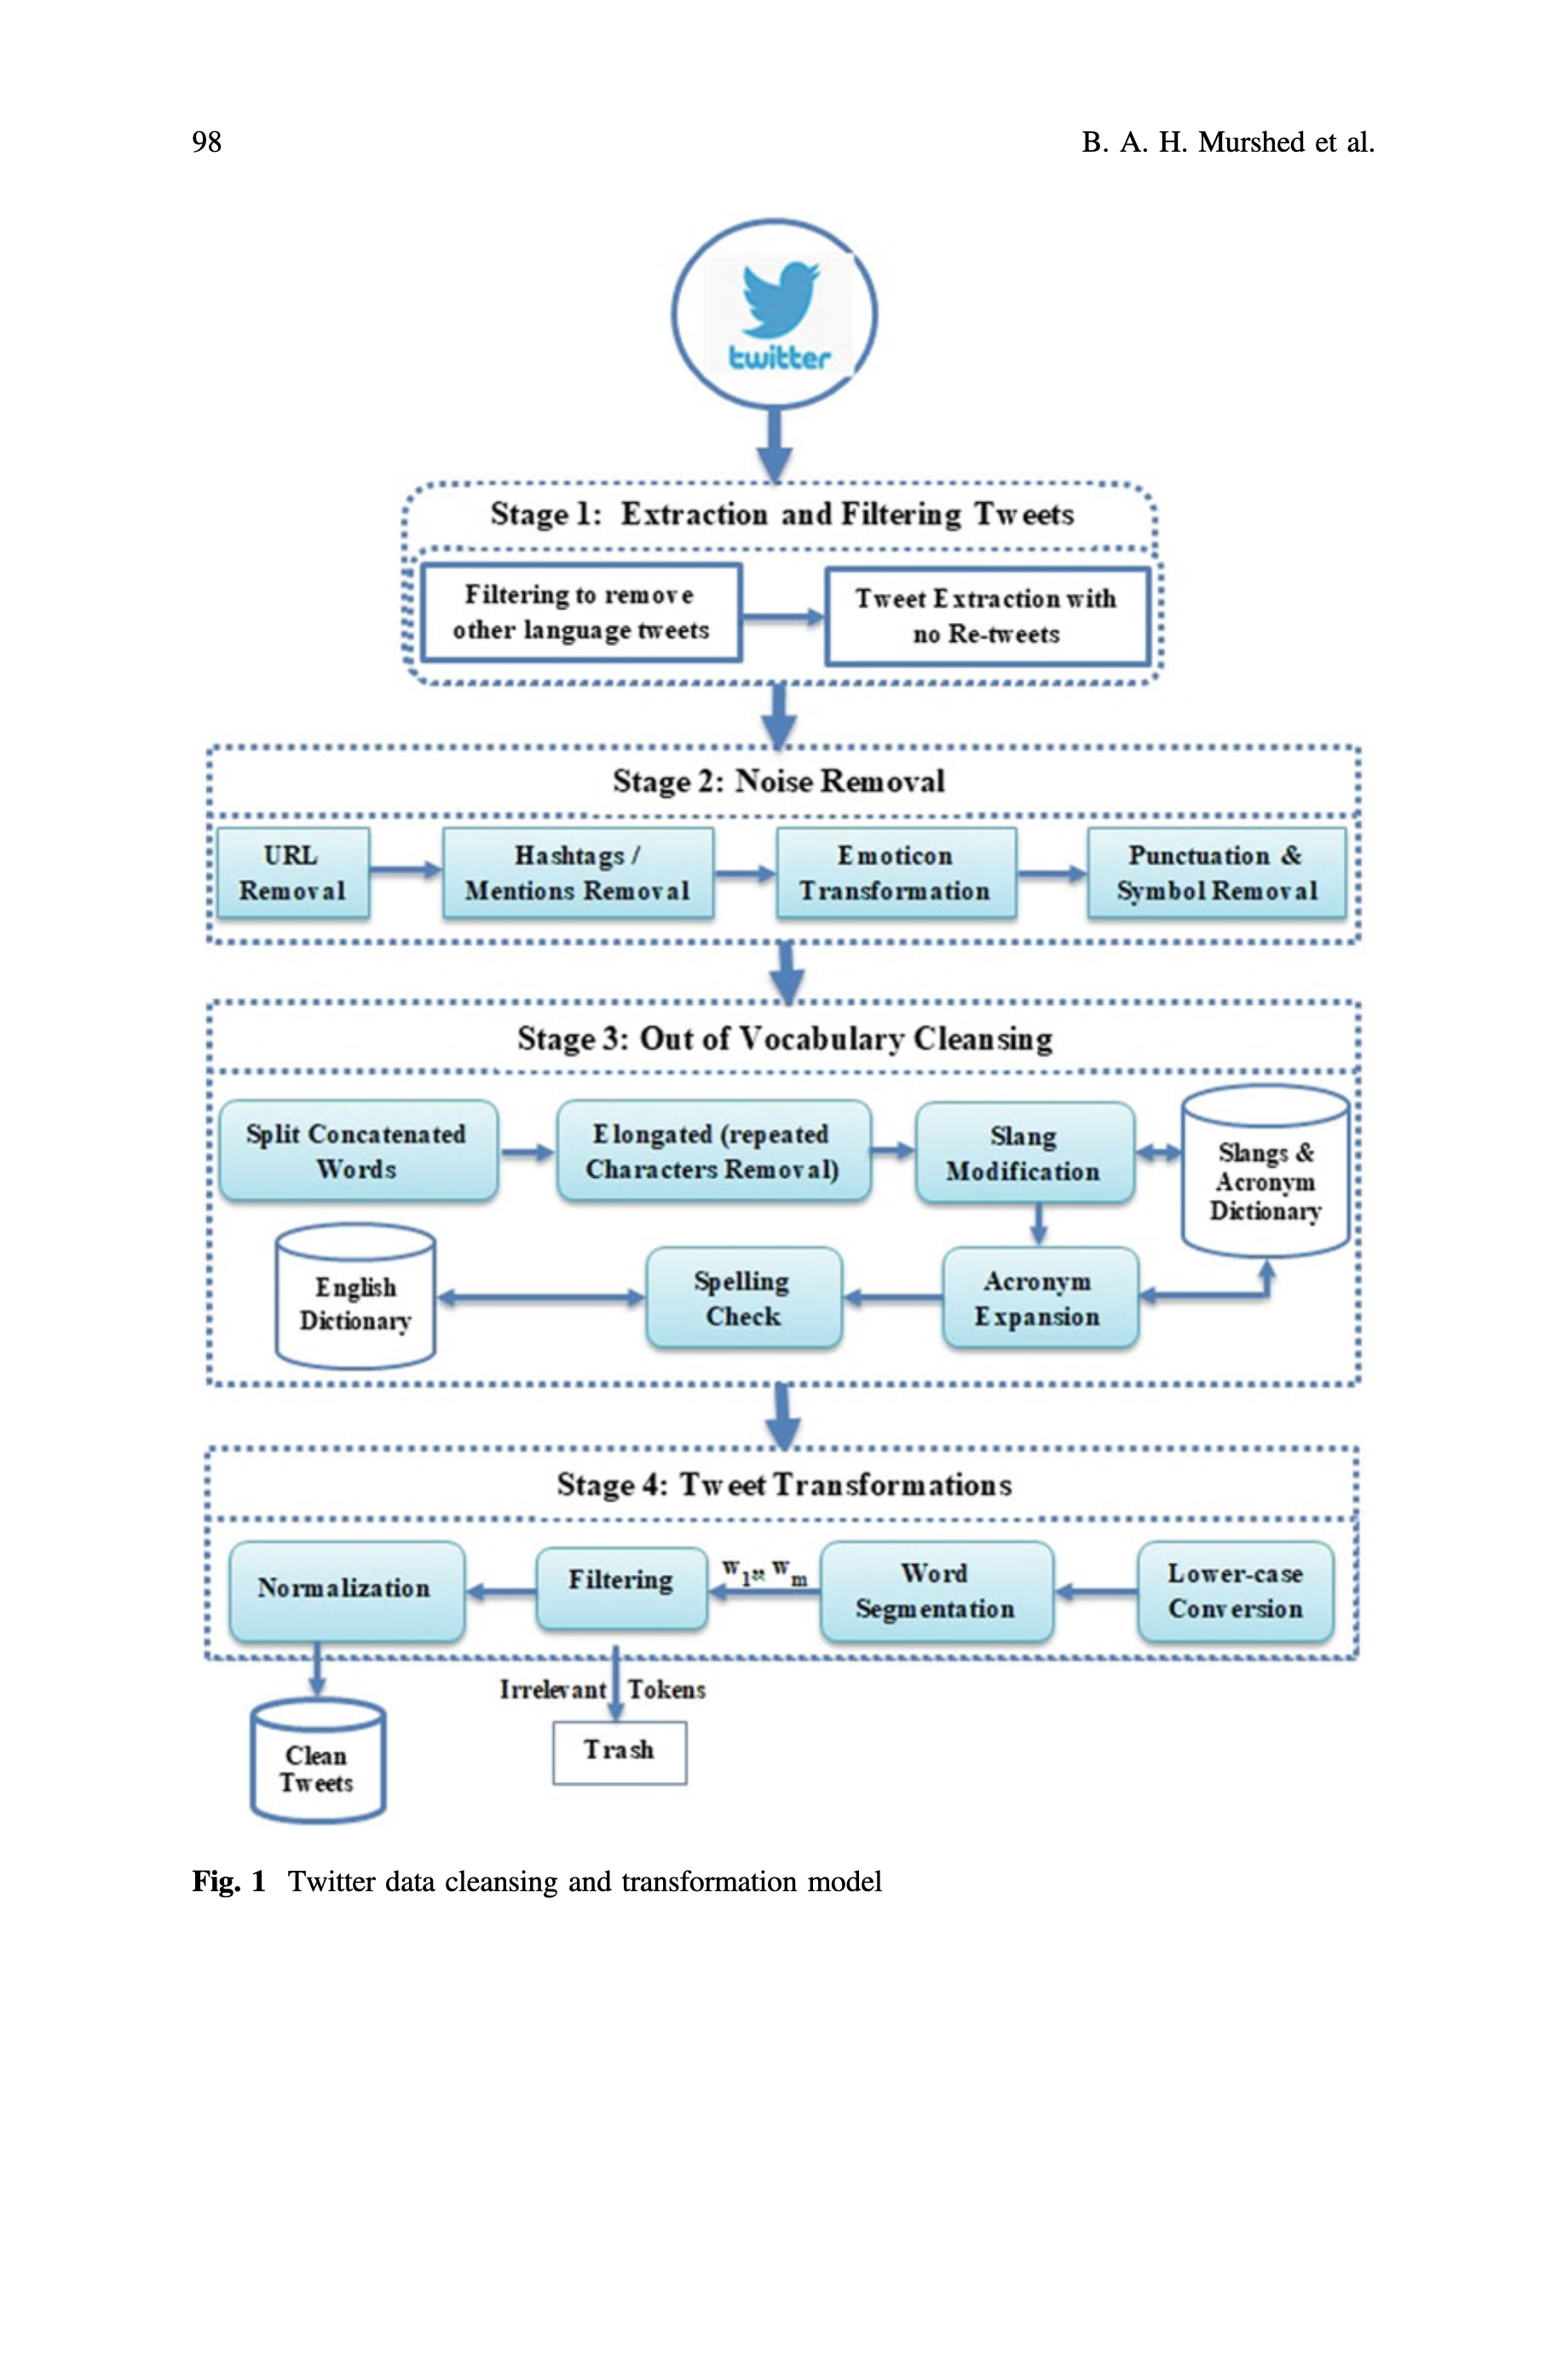 98
B. A. H. Murshed et al.
twitter
Stage 1: Extraction and Filtering Tweets
Filtering to remove
other language tweets
Tweet Extraction with
no Re-tweets
Stage 2: Noise Removal
URL
Removal
Hashtags /
Mentions Removal
Emoticon
Transformation
Punctuation &
Symbol Removal
Stage 3: Out of Vocabulary Cleansing
Split Concatenated
Words
Elongated (repeated
Characters Removal)
Slang
Modification
Slangs &
Acronym
Dictionary
English
Dictionary
Spelling
Check
Acronym
Expansion
Stage 4: Tweet Transformations
Normalization
Filtering
W1,, Wm
Word
Segmentation
Lower-case
Conversion
Irrelevant Tokens
Clean
Tweets
Trash
Fig. 1 Twitter data cleansing and transformation model